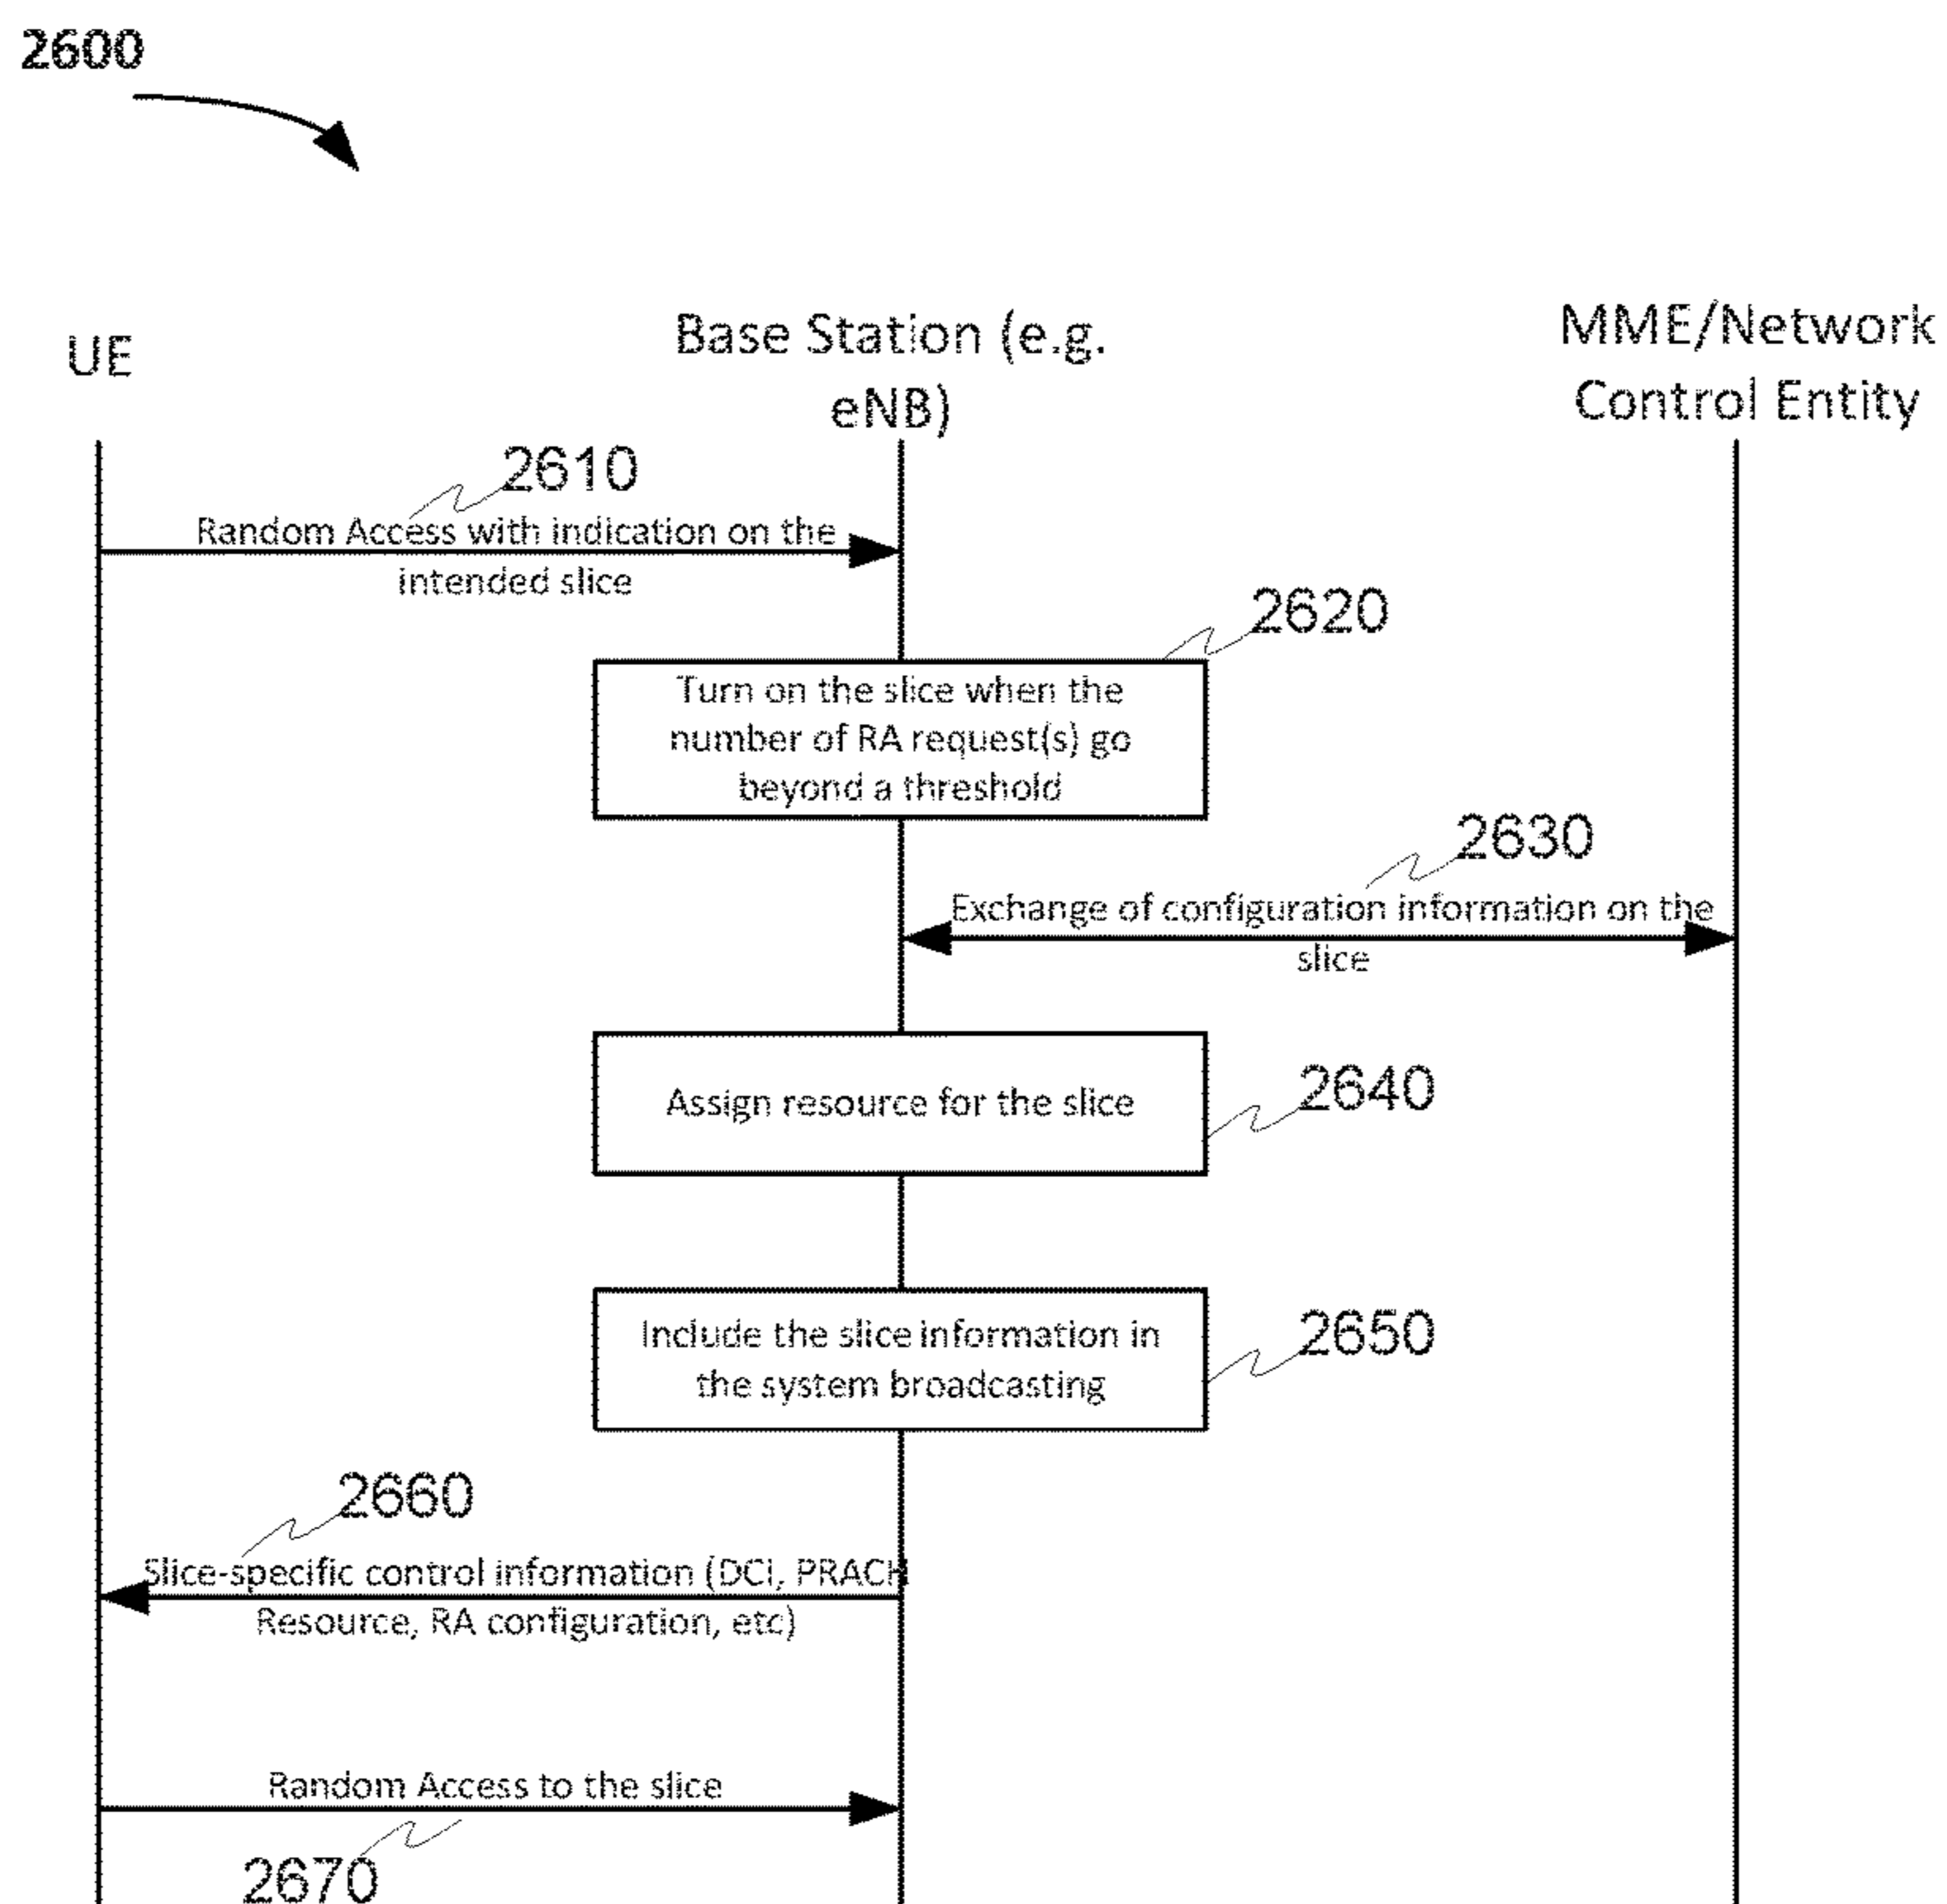 2600
UE
Base Station (e.g.
eNB)
MME/Network
Control Entity
2610
Random Access with indication on the
intended slice
2620
Turn on the slice when the
number of RA request(s) go
beyond a threshold
2630
Exchange of configuration information on the
slice
Assign resource for the slice
2640
Include the slice information in
the system broadcasting
2650
2660
Slice-specific control information (DCI, PRACH
Resource, RA configuration, etc)
Random Access to the slice
2670